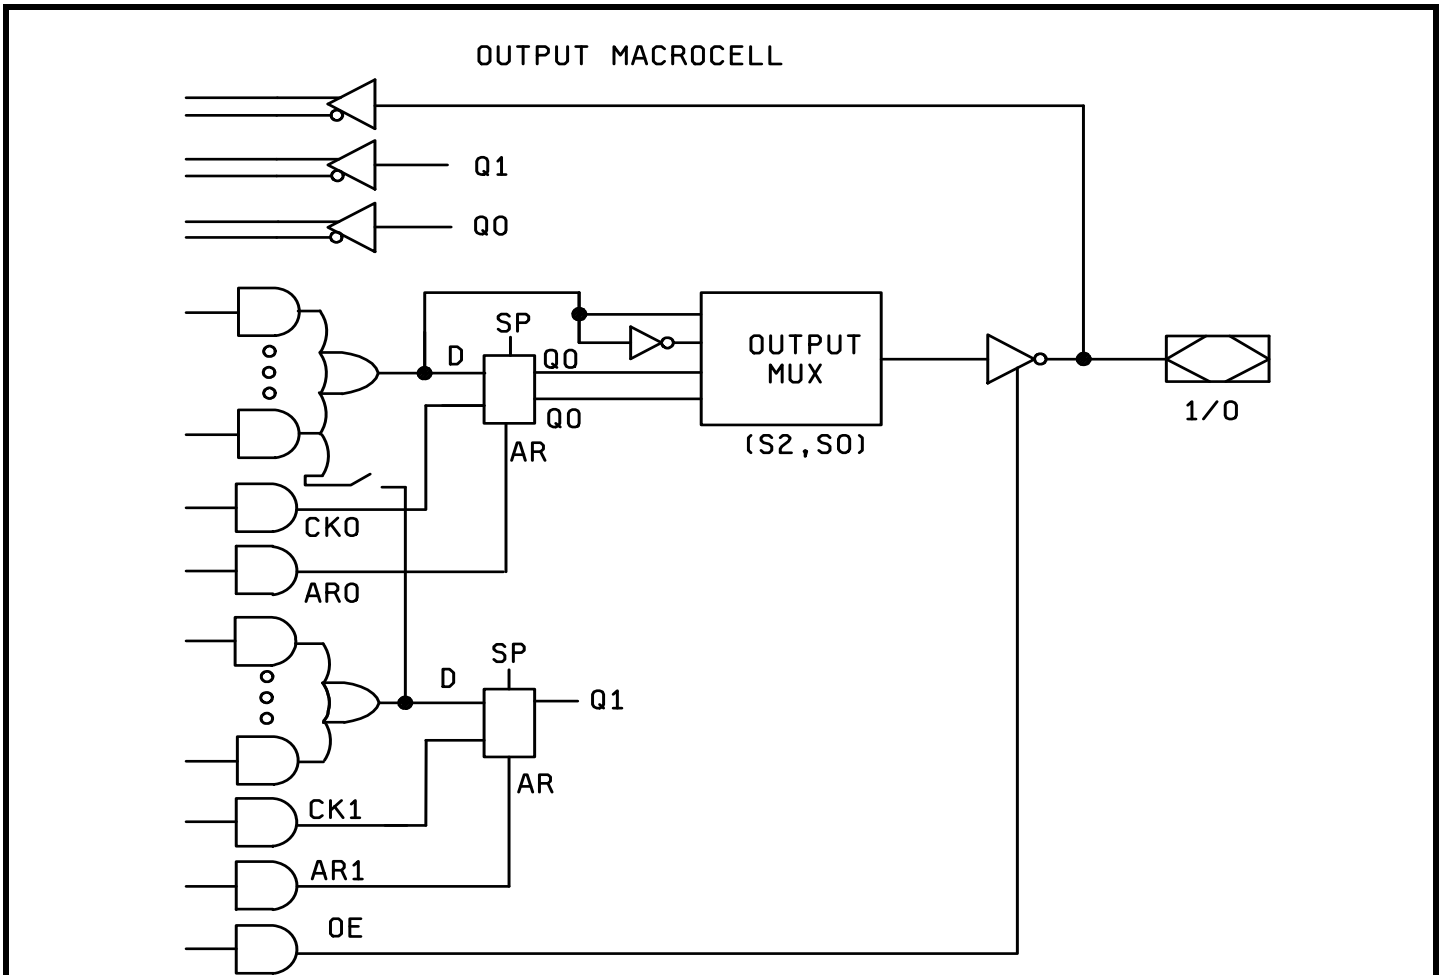 OUTPUT MACROCELL
Q1
Q0
SP
D
Q0
OUTPUT
MUX
Q0
1/O
(S2,S0)
AR
CK0
AR0
SP
D
Q1
AR
CK1
AR1
OE